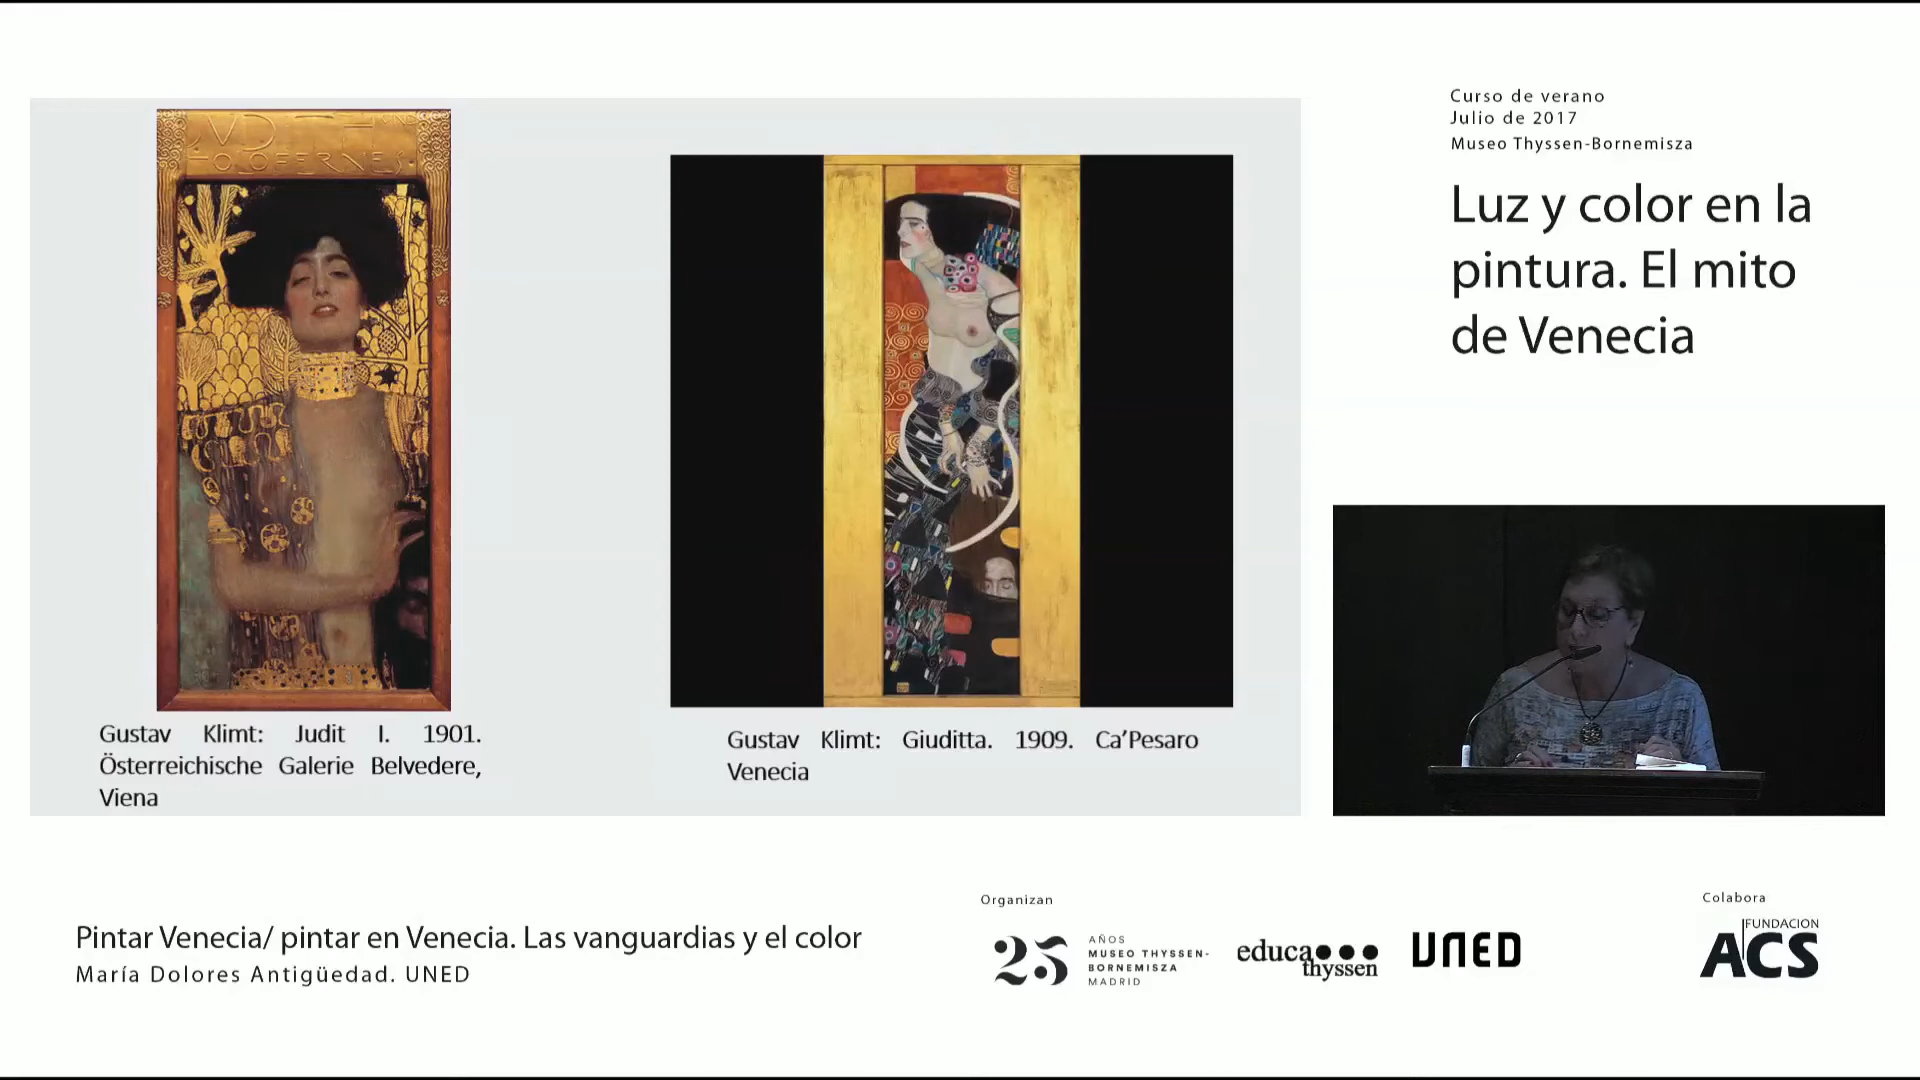 Curso de verano
Julio de 2017
Museo Thyssen-Bornemisza
Luz y color en la
pintura. El mito
de Venecia
HOLOFERNES
Gustav Klimt: Judit I. 1901.
Österreichische Galerie Belvedere,
Viena
Gustav Klimt: Giuditta. 1909. Ca’Pesaro
Venecia
Pintar Venecia/ pintar en Venecia. Las vanguardias y el color
María Dolores Antigüedad. UNED
Organizan
25
AÑOS
MUSEO THYSSEN-
BORNEMISZA
MADRID
educa
thyssen
UNED
Colabora
FUNDACION
ACS